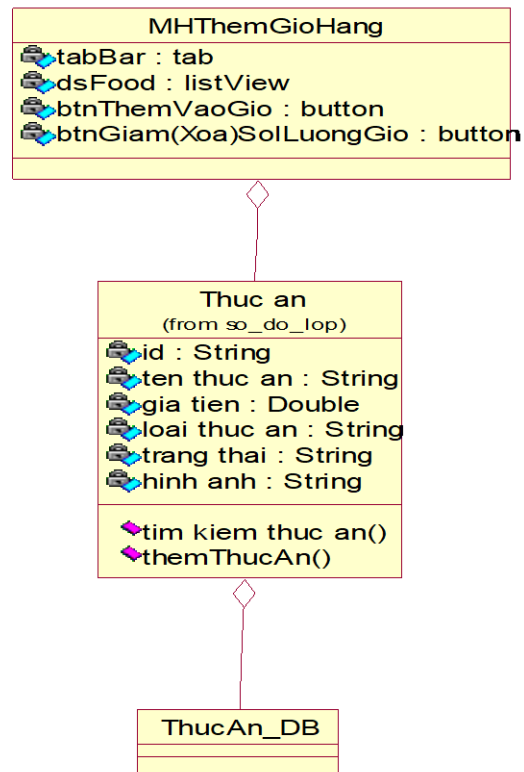 MHThemGioHang
tabBar : tab
dsFood : listView
btnThemVaoGio : button
btnGiam(Xoa)SolLuongGio : button
Thuc an
(from so_do_lop)
id : String
ten thuc an : String
gia tien : Double
loai thuc an : String
trang thai : String
hinh anh : String
tim kiem thuc an()
themThucAn()
ThucAn_DB